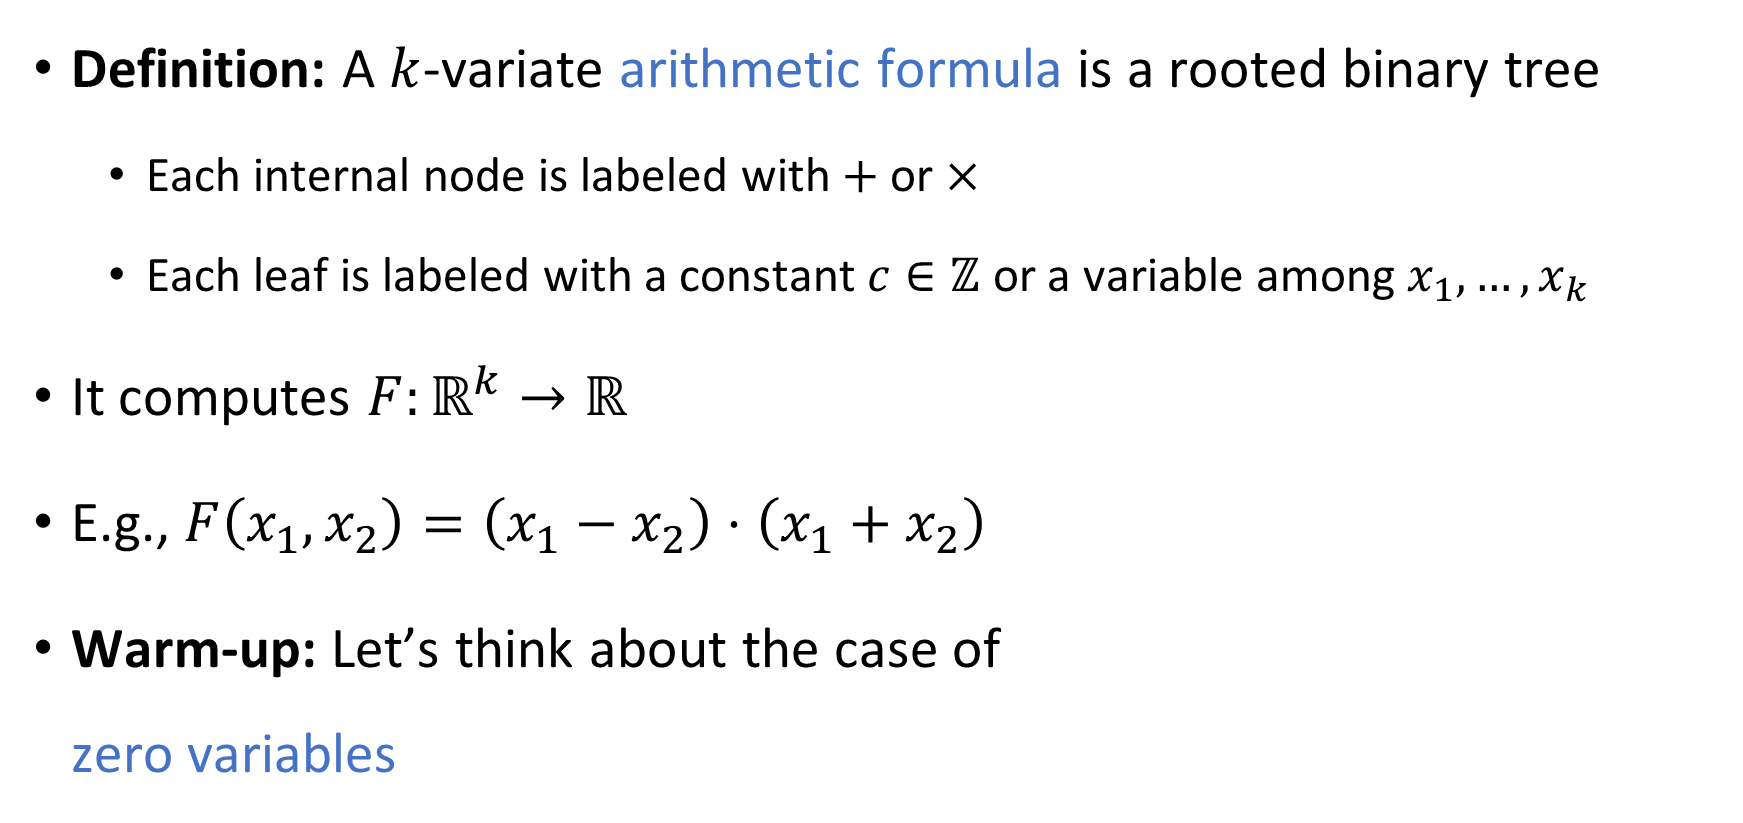 • Definition: A 𝑘-variate arithmetic formula is a rooted binary tree
• Each internal node is labeled with + or ×
• Each leaf is labeled with a constant 𝑐 ∈ ℤ or a variable among 𝑥₁, … , 𝑥ₖ
• It computes 𝐹: ℝᵏ → ℝ
• E.g., 𝐹(𝑥₁, 𝑥₂) = (𝑥₁ − 𝑥₂) ⋅ (𝑥₁ + 𝑥₂)
• Warm-up: Let’s think about the case of
zero variables